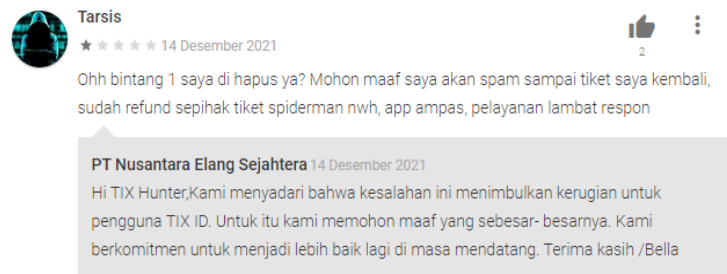 Tarsis
14 Desember 2021
2
Ohh bintang 1 saya di hapus ya? Mohon maaf saya akan spam sampai tiket saya kembali,
sudah refund sepihak tiket spiderman nwh, app ampas, pelayanan lambat respon
PT Nusantara Elang Sejahtera 14 Desember 2021
Hi TIX Hunter,Kami menyadari bahwa kesalahan ini menimbulkan kerugian untuk
pengguna TIX ID. Untuk itu kami memohon maaf yang sebesar- besarnya. Kami
berkomitmen untuk menjadi lebih baik lagi di masa mendatang. Terima kasih /Bella